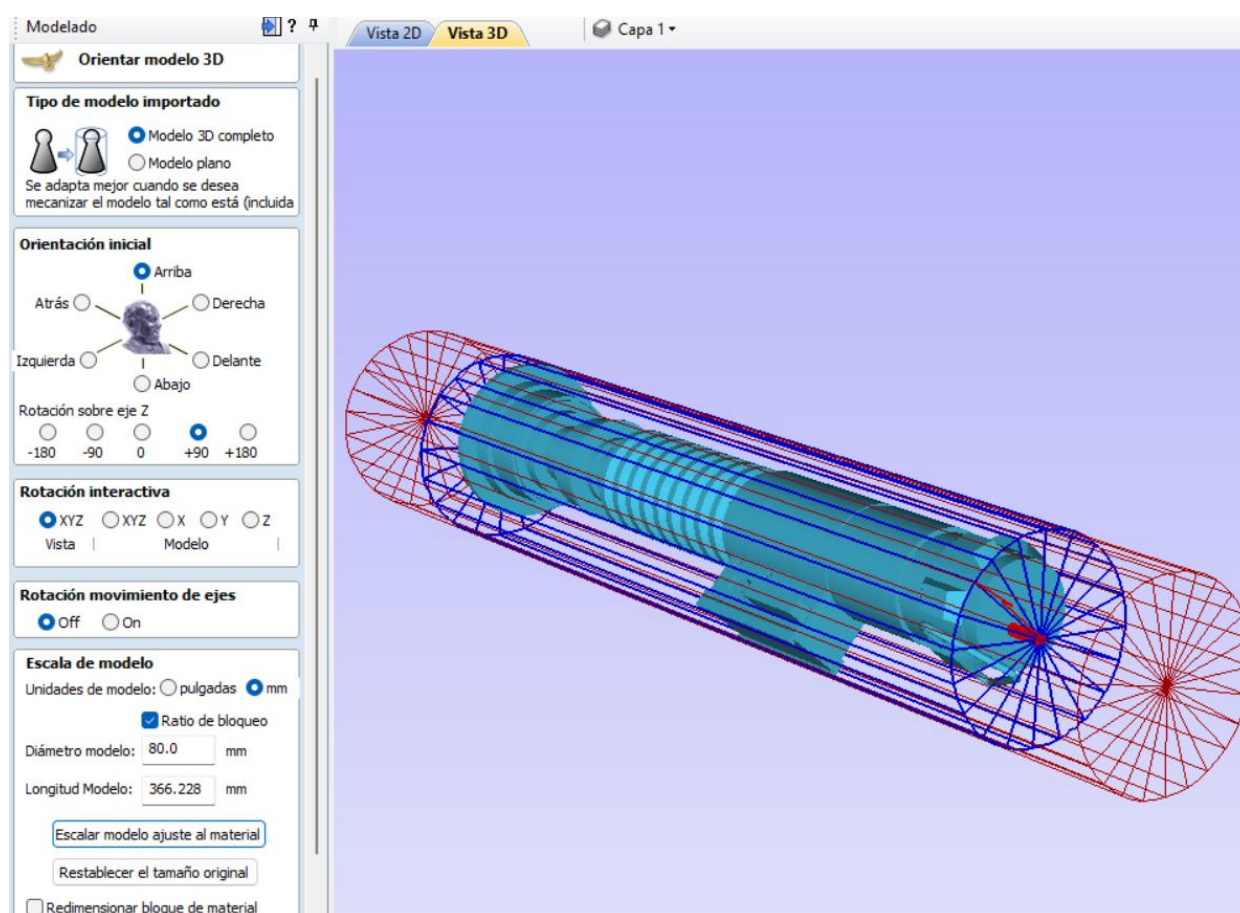 Modelado ?
Vista 2D Vista 3D Capa 1
Orientar modelo 3D
Tipo de modelo importado
Modelo 3D completo
Modelo plano
Se adapta mejor cuando se desea
mecanizar el modelo tal como está (incluida
Orientación inicial
Arriba
Atrás Derecha
Izquierda Delante
Abajo
Rotación sobre eje Z
-180 -90 0 +90 +180
Rotación interactiva
XYZ XYZ X Y Z
Vista | Modelo |
Rotación movimiento de ejes
Off On
Escala de modelo
Unidades de modelo: pulgadas mm
Ratio de bloqueo
Diámetro modelo: 80.0 mm
Longitud Modelo: 366.228 mm
Escalar modelo ajuste al material
Restablecer el tamaño original
Redimensionar bloque de material